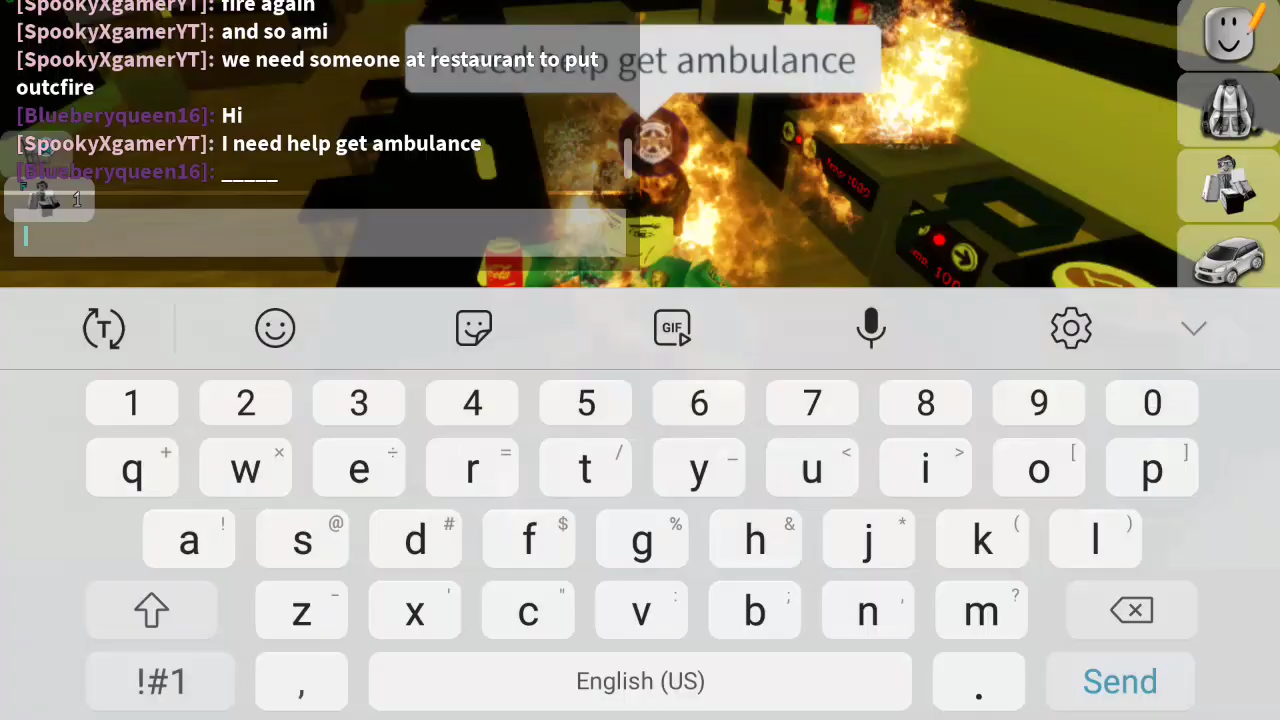 [SpookyXgamerYT]: fire again
[SpookyXgamerYT]: and so ami
[SpookyXgamerYT]: we need someone at restaurant to put
outcfire
[Blueberyqueen16]: Hi
[SpookyXgamerYT]: I need help get ambulance
[Blueberyqueen16]: _____
I need help get ambulance
1
T
GIF
1 2 3 4 5 6 7 8 9 0
q + w × e ÷ r = t / y _ u < i > o [ p ]
a ! s @ d # f $ g % h & j * k ( l )
z - x ' c " v : b ; n , m ?
!#1 , English (US) . Send